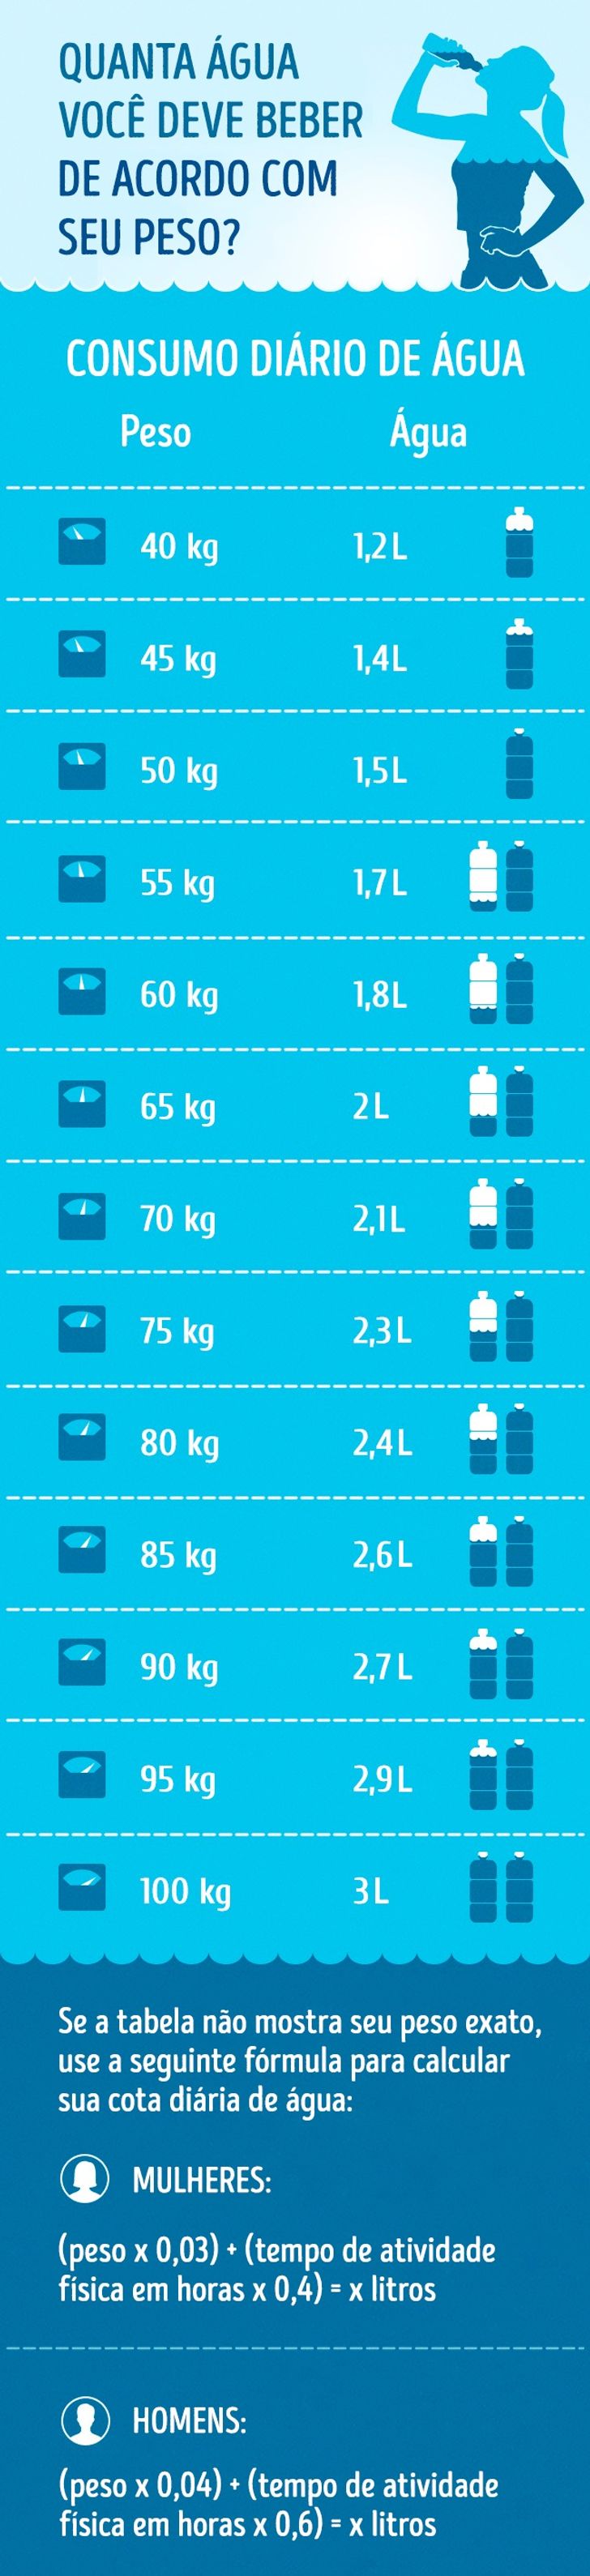 QUANTA ÁGUA
VOCÊ DEVE BEBER
DE ACORDO COM
SEU PESO?
CONSUMO DIÁRIO DE ÁGUA
Peso Água
40 kg 1,2 L
45 kg 1,4 L
50 kg 1,5 L
55 kg 1,7 L
60 kg 1,8 L
65 kg 2 L
70 kg 2,1 L
75 kg 2,3 L
80 kg 2,4 L
85 kg 2,6 L
90 kg 2,7 L
95 kg 2,9 L
100 kg 3 L
Se a tabela não mostra seu peso exato,
use a seguinte fórmula para calcular
sua cota diária de água:
MULHERES:
(peso x 0,03) + (tempo de atividade
física em horas x 0,4) = x litros
HOMENS:
(peso x 0,04) + (tempo de atividade
física em horas x 0,6) = x litros